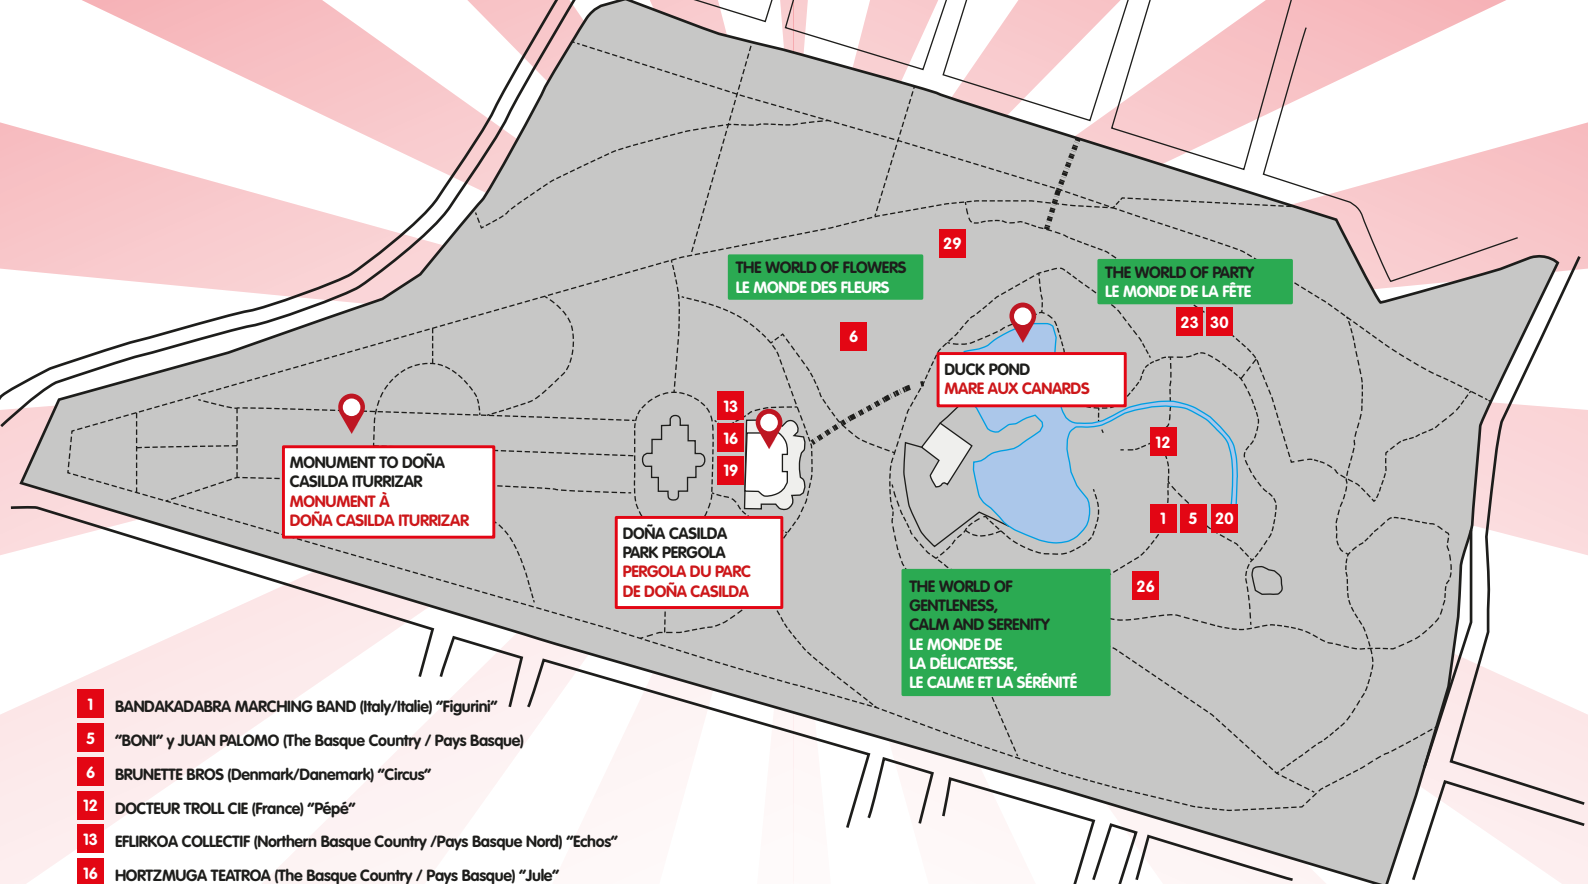 29
THE WORLD OF FLOWERS
LE MONDE DES FLEURS
THE WORLD OF PARTY
LE MONDE DE LA FÊTE
23 30
6
DUCK POND
MARE AUX CANARDS
13
16
19
12
MONUMENT TO DOÑA
CASILDA ITURRIZAR
MONUMENT À
DOÑA CASILDA ITURRIZAR
1 5 20
DOÑA CASILDA
PARK PERGOLA
PERGOLA DU PARC
DE DOÑA CASILDA
26
THE WORLD OF
GENTLENESS,
CALM AND SERENITY
LE MONDE DE
LA DÉLICATESSE,
LE CALME ET LA SÉRÉNITÉ
1 BANDAKADABRA MARCHING BAND (Italy/Italie) "Figurini"
5 "BONI" y JUAN PALOMO (The Basque Country / Pays Basque)
6 BRUNETTE BROS (Denmark/Danemark) "Circus"
12 DOCTEUR TROLL CIE (France) "Pépé"
13 EFLIRKOA COLLECTIF (Northern Basque Country /Pays Basque Nord) "Echos"
16 HORTZMUGA TEATROA (The Basque Country / Pays Basque) "Jule"